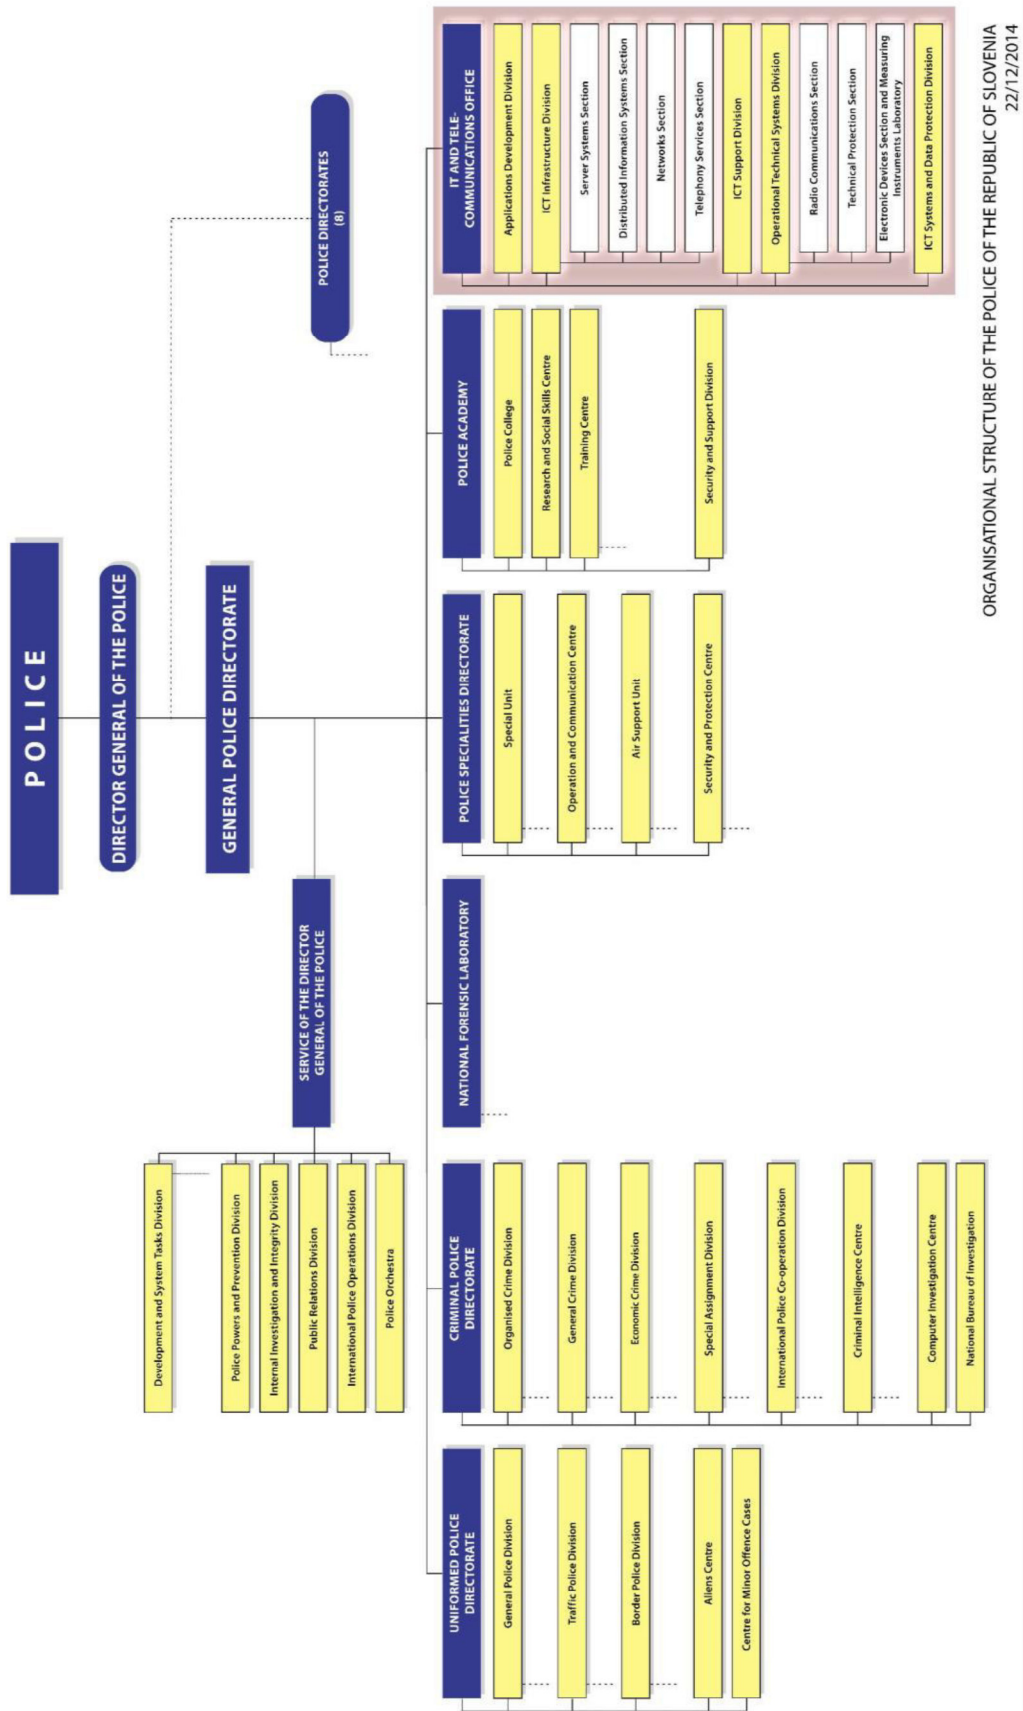 POLICE
DIRECTOR GENERAL OF THE POLICE
GENERAL POLICE DIRECTORATE
POLICE DIRECTORATES
(8)
SERVICE OF THE DIRECTOR
GENERAL OF THE POLICE
Development and System Tasks Division
Police Powers and Prevention Division
Internal Investigation and Integrity Division
Public Relations Division
International Police Operations Division
Police Orchestra
UNIFORMED POLICE
DIRECTORATE
General Police Division
Traffic Police Division
Border Police Division
Aliens Centre
Centre for Minor Offence Cases
CRIMINAL POLICE
DIRECTORATE
Organised Crime Division
General Crime Division
Economic Crime Division
Special Assignment Division
International Police Co-operation Division
Criminal Intelligence Centre
Computer Investigation Centre
National Bureau of Investigation
NATIONAL FORENSIC LABORATORY
POLICE SPECIALITIES DIRECTORATE
Special Unit
Operation and Communication Centre
Air Support Unit
Security and Protection Centre
POLICE ACADEMY
Police College
Research and Social Skills Centre
Training Centre
Security and Support Division
IT AND TELE-
COMMUNICATIONS OFFICE
Applications Development Division
ICT Infrastructure Division
Server Systems Section
Distributed Information Systems Section
Networks Section
Telephony Services Section
ICT Support Division
Operational Technical Systems Division
Radio Communications Section
Technical Protection Section
Electronic Devices Section and Measuring
Instruments Laboratory
ICT Systems and Data Protection Division
ORGANISATIONAL STRUCTURE OF THE POLICE OF THE REPUBLIC OF SLOVENIA
22/12/2014